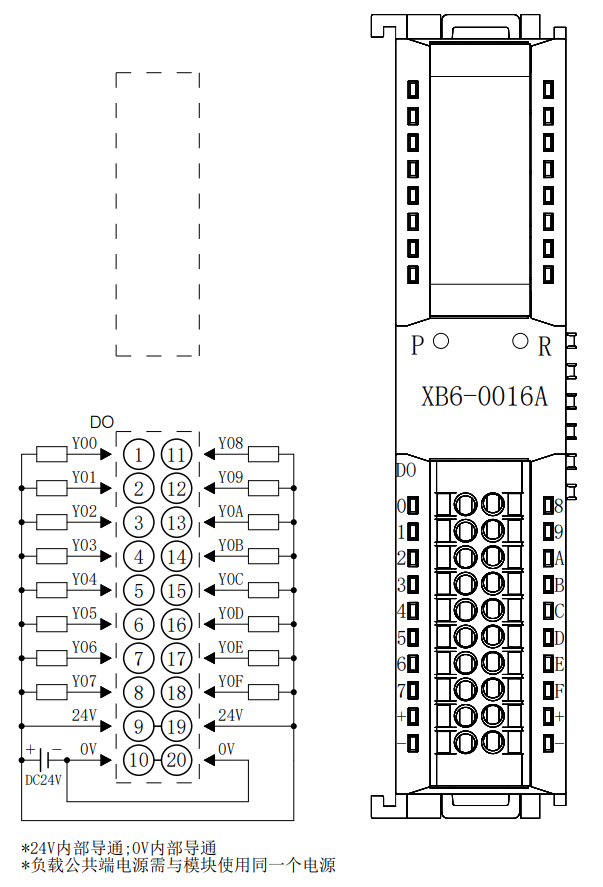 P R
XB6-0016A
DO
Y00 1 11 Y08
Y01 2 12 Y09
Y02 3 13 Y0A
Y03 4 14 Y0B
Y04 5 15 Y0C
Y05 6 16 Y0D
Y06 7 17 Y0E
Y07 8 18 Y0F
24V 9 19 24V
+ − 0V 10 20 0V
DC24V
DO
0 8
1 9
2 A
3 B
4 C
5 D
6 E
7 F
+ +
- -
*24V内部导通;0V内部导通
*负载公共端电源需与模块使用同一个电源